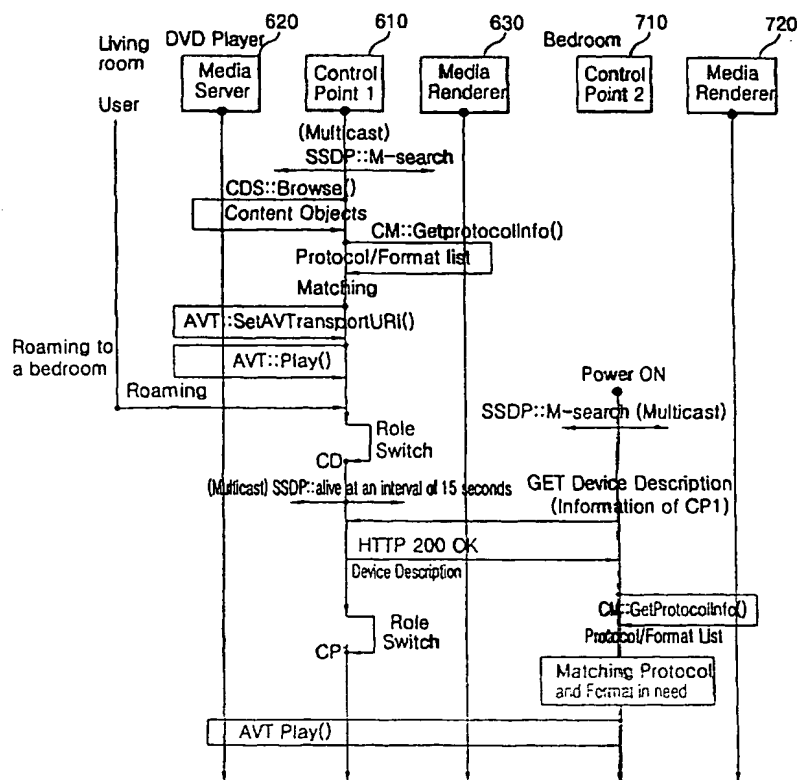 620
610
630
710
720
Living room
DVD Player
Bedroom
Media Server
Control Point 1
Media Renderer
Control Point 2
Media Renderer
User
(Multicast)
SSDP::M-search
CDS::Browse()
Content Objects
CM::GetprotocolInfo()
Protocol/Format list
Matching
AVT::SetAVTransportURI()
Roaming to a bedroom
AVT::Play()
Power ON
Roaming
SSDP::M-search (Multicast)
Role Switch
CD
(Multicast) SSDP::alive at an interval of 15 seconds
GET Device Description
(Information of CP1)
HTTP 200 OK
Device Description
CM::GetProtocolInfo()
Protocol/Format List
Role Switch
CP
Matching Protocol
and Format in need
AVT Play()